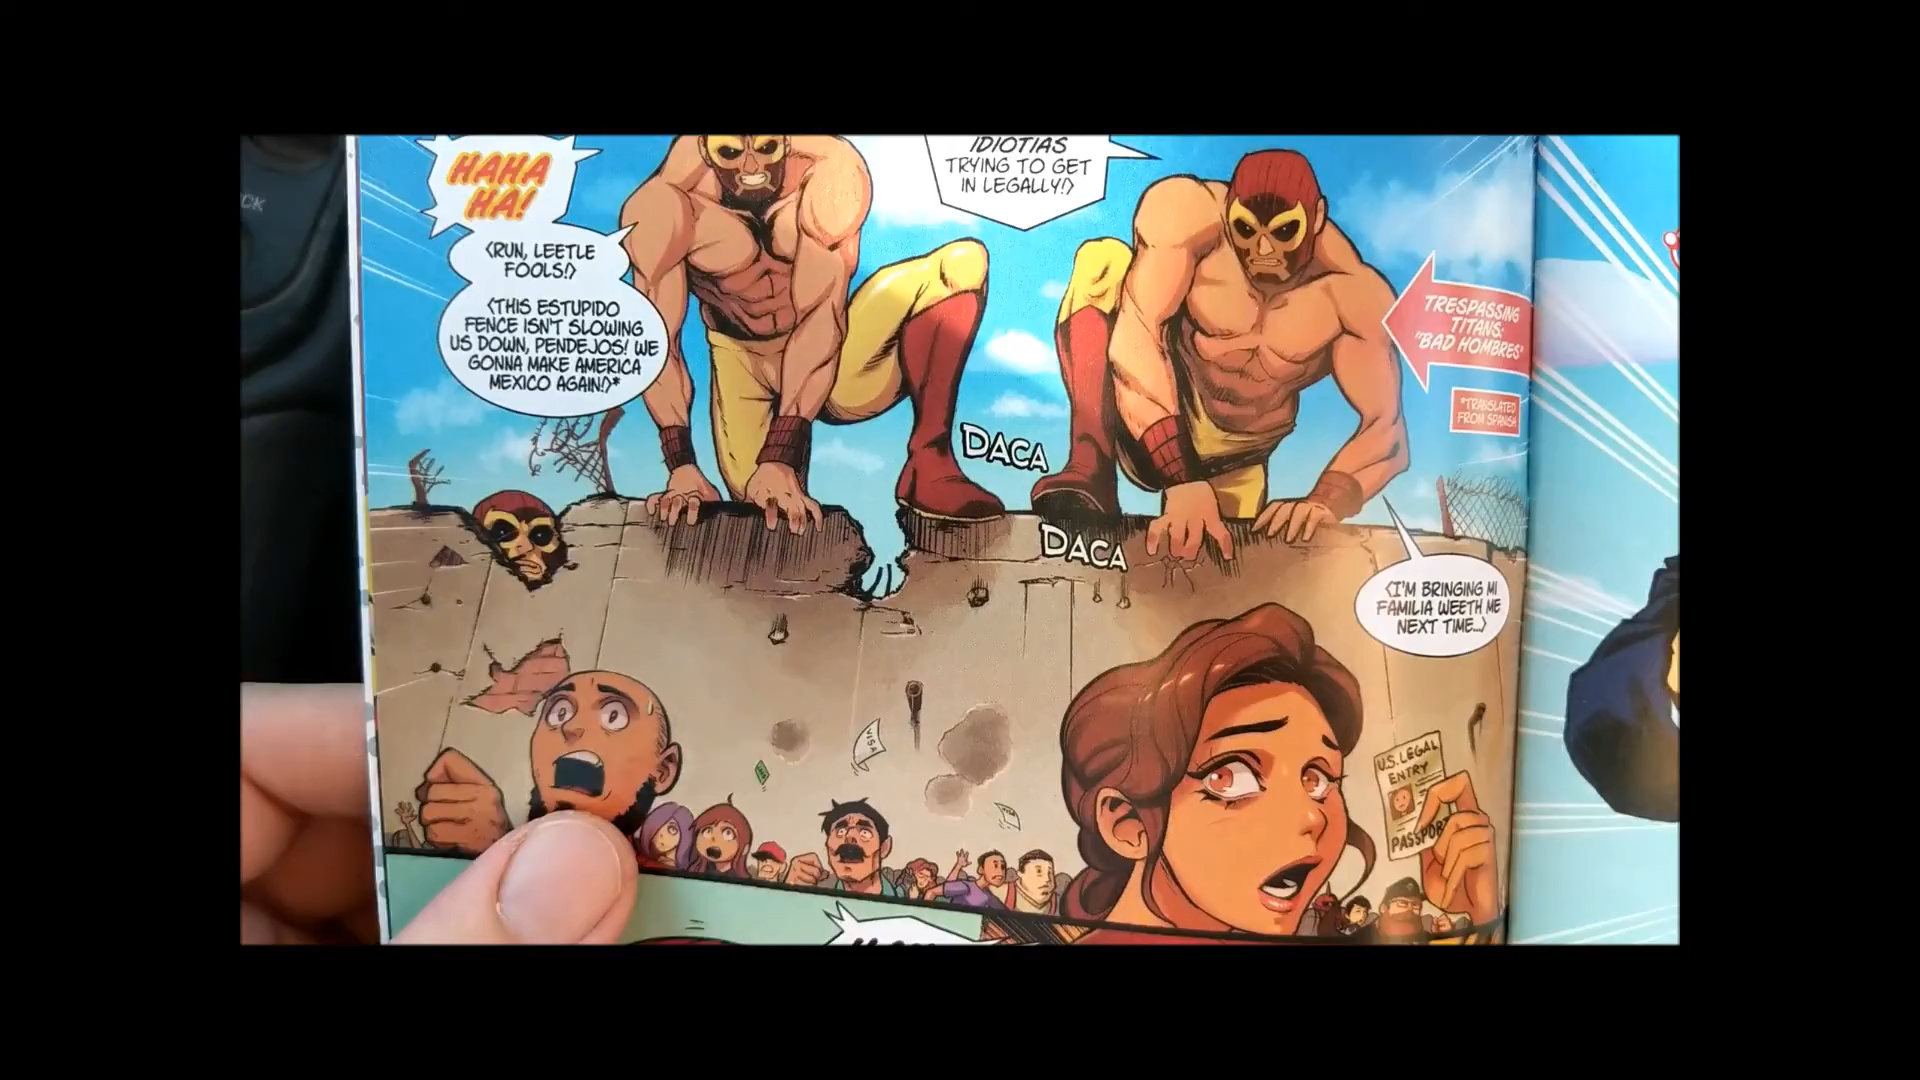 HAHA
HA!
<RUN, LEETLE
FOOLS!>
<THIS ESTUPIDO
FENCE ISN'T SLOWING
US DOWN, PENDEJOS! WE
GONNA MAKE AMERICA
MEXICO AGAIN!>*
IDIOTIAS
TRYING TO GET
IN LEGALLY!>
TRESPASSING
TITANS:
"BAD HOMBRES"
*TRANSLATED
FROM SPANISH
DACA
DACA
<I'M BRINGING MI
FAMILIA WEETH ME
NEXT TIME...>
VISA
U.S. LEGAL
ENTRY
PASSPORT